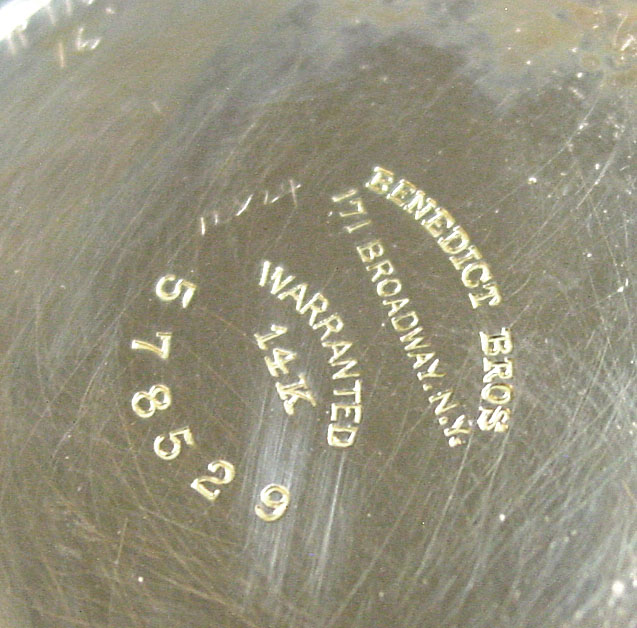 BENEDICT BROS
171 BROADWAY. N.Y.
WARRANTED
14K
578529